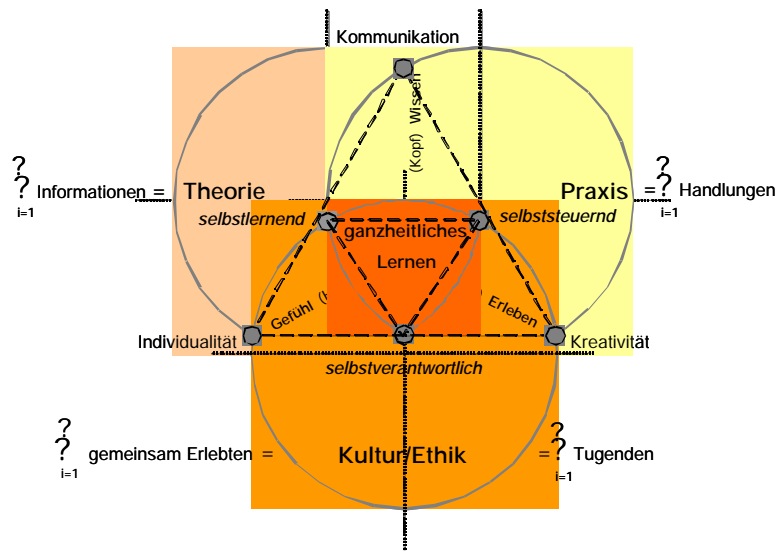 Kommunikation
(Kopf) Wissen
?
?
i=1
Informationen =
Theorie
Praxis
=
?
?
i=1
Handlungen
selbstlernend
selbststeuernd
ganzheitliches
Lernen
Gefühl
Erleben
Individualität
Kreativität
selbstverantwortlich
?
?
i=1
gemeinsam Erlebten =
Kultur/Ethik
=
?
?
i=1
Tugenden